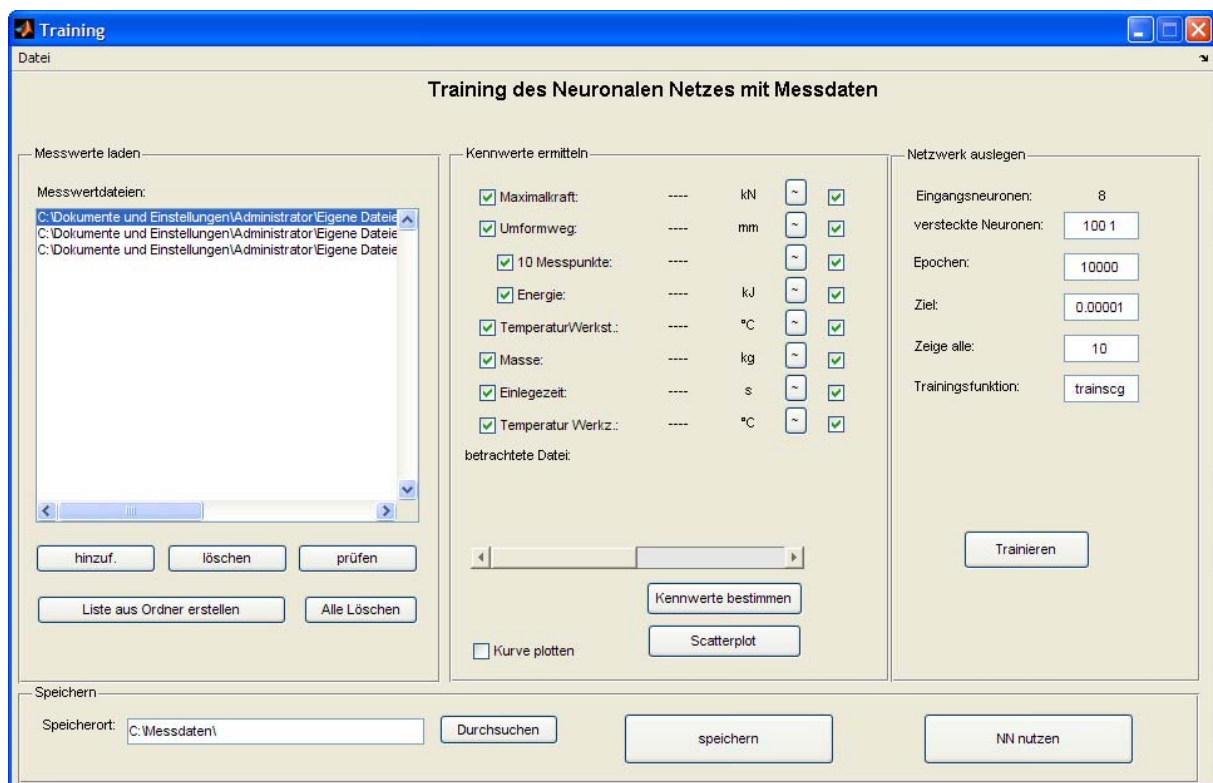 Training
Datei
Training des Neuronalen Netzes mit Messdaten
Messwerte laden
Messwertdateien:
C:\Dokumente und Einstellungen\Administrator\Eigene Dateie
C:\Dokumente und Einstellungen\Administrator\Eigene Dateie
C:\Dokumente und Einstellungen\Administrator\Eigene Dateie
hinzuf. löschen prüfen
Liste aus Ordner erstellen Alle Löschen
Kennwerte ermitteln
Maximalkraft: ---- kN ~
Umformweg: ---- mm ~
10 Messpunkte: ---- ~
Energie: ---- kJ ~
TemperaturWerkst.: ---- °C ~
Masse: ---- kg ~
Einlegezeit: ---- s ~
Temperatur Werkz.: ---- °C ~
betrachtete Datei:
Kennwerte bestimmen
Scatterplot
Kurve plotten
Netzwerk auslegen
Eingangsneuronen: 8
versteckte Neuronen: 100 1
Epochen: 10000
Ziel: 0.00001
Zeige alle: 10
Trainingsfunktion: trainscg
Trainieren
Speichern
Speicherort: C:\Messdaten\ Durchsuchen speichern NN nutzen